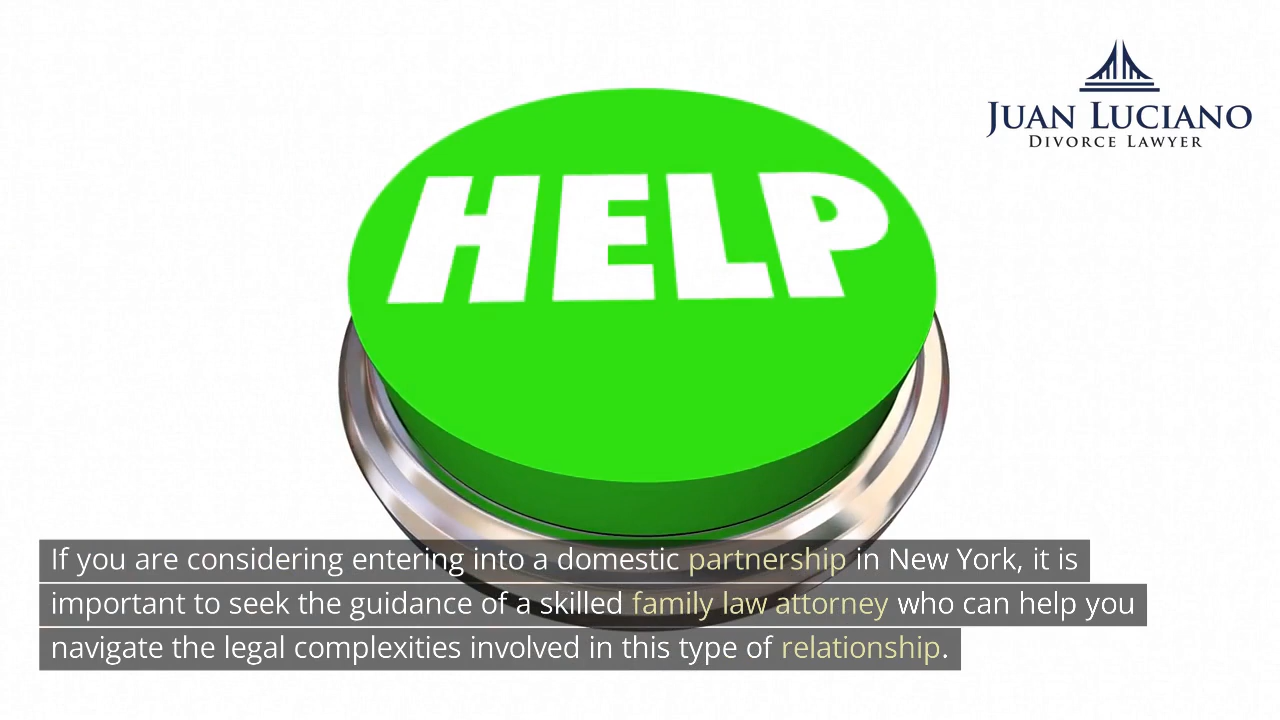 JUAN LUCIANO
DIVORCE LAWYER
HELP
If you are considering entering into a domestic partnership in New York, it is
important to seek the guidance of a skilled family law attorney who can help you
navigate the legal complexities involved in this type of relationship.